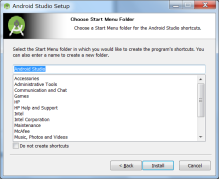 Android Studio Setup
Choose Start Menu Folder
Choose a Start Menu folder for the Android Studio shortcuts.
Select the Start Menu folder in which you would like to create the program's shortcuts. You
can also enter a name to create a new folder.
Android Studio
Accessories
Administrative Tools
Communication and Chat
Games
HP
HP Help and Support
Intel
Intel Corporation
Maintenance
McAfee
Music, Photos and Videos
Do not create shortcuts
< Back
Install
Cancel